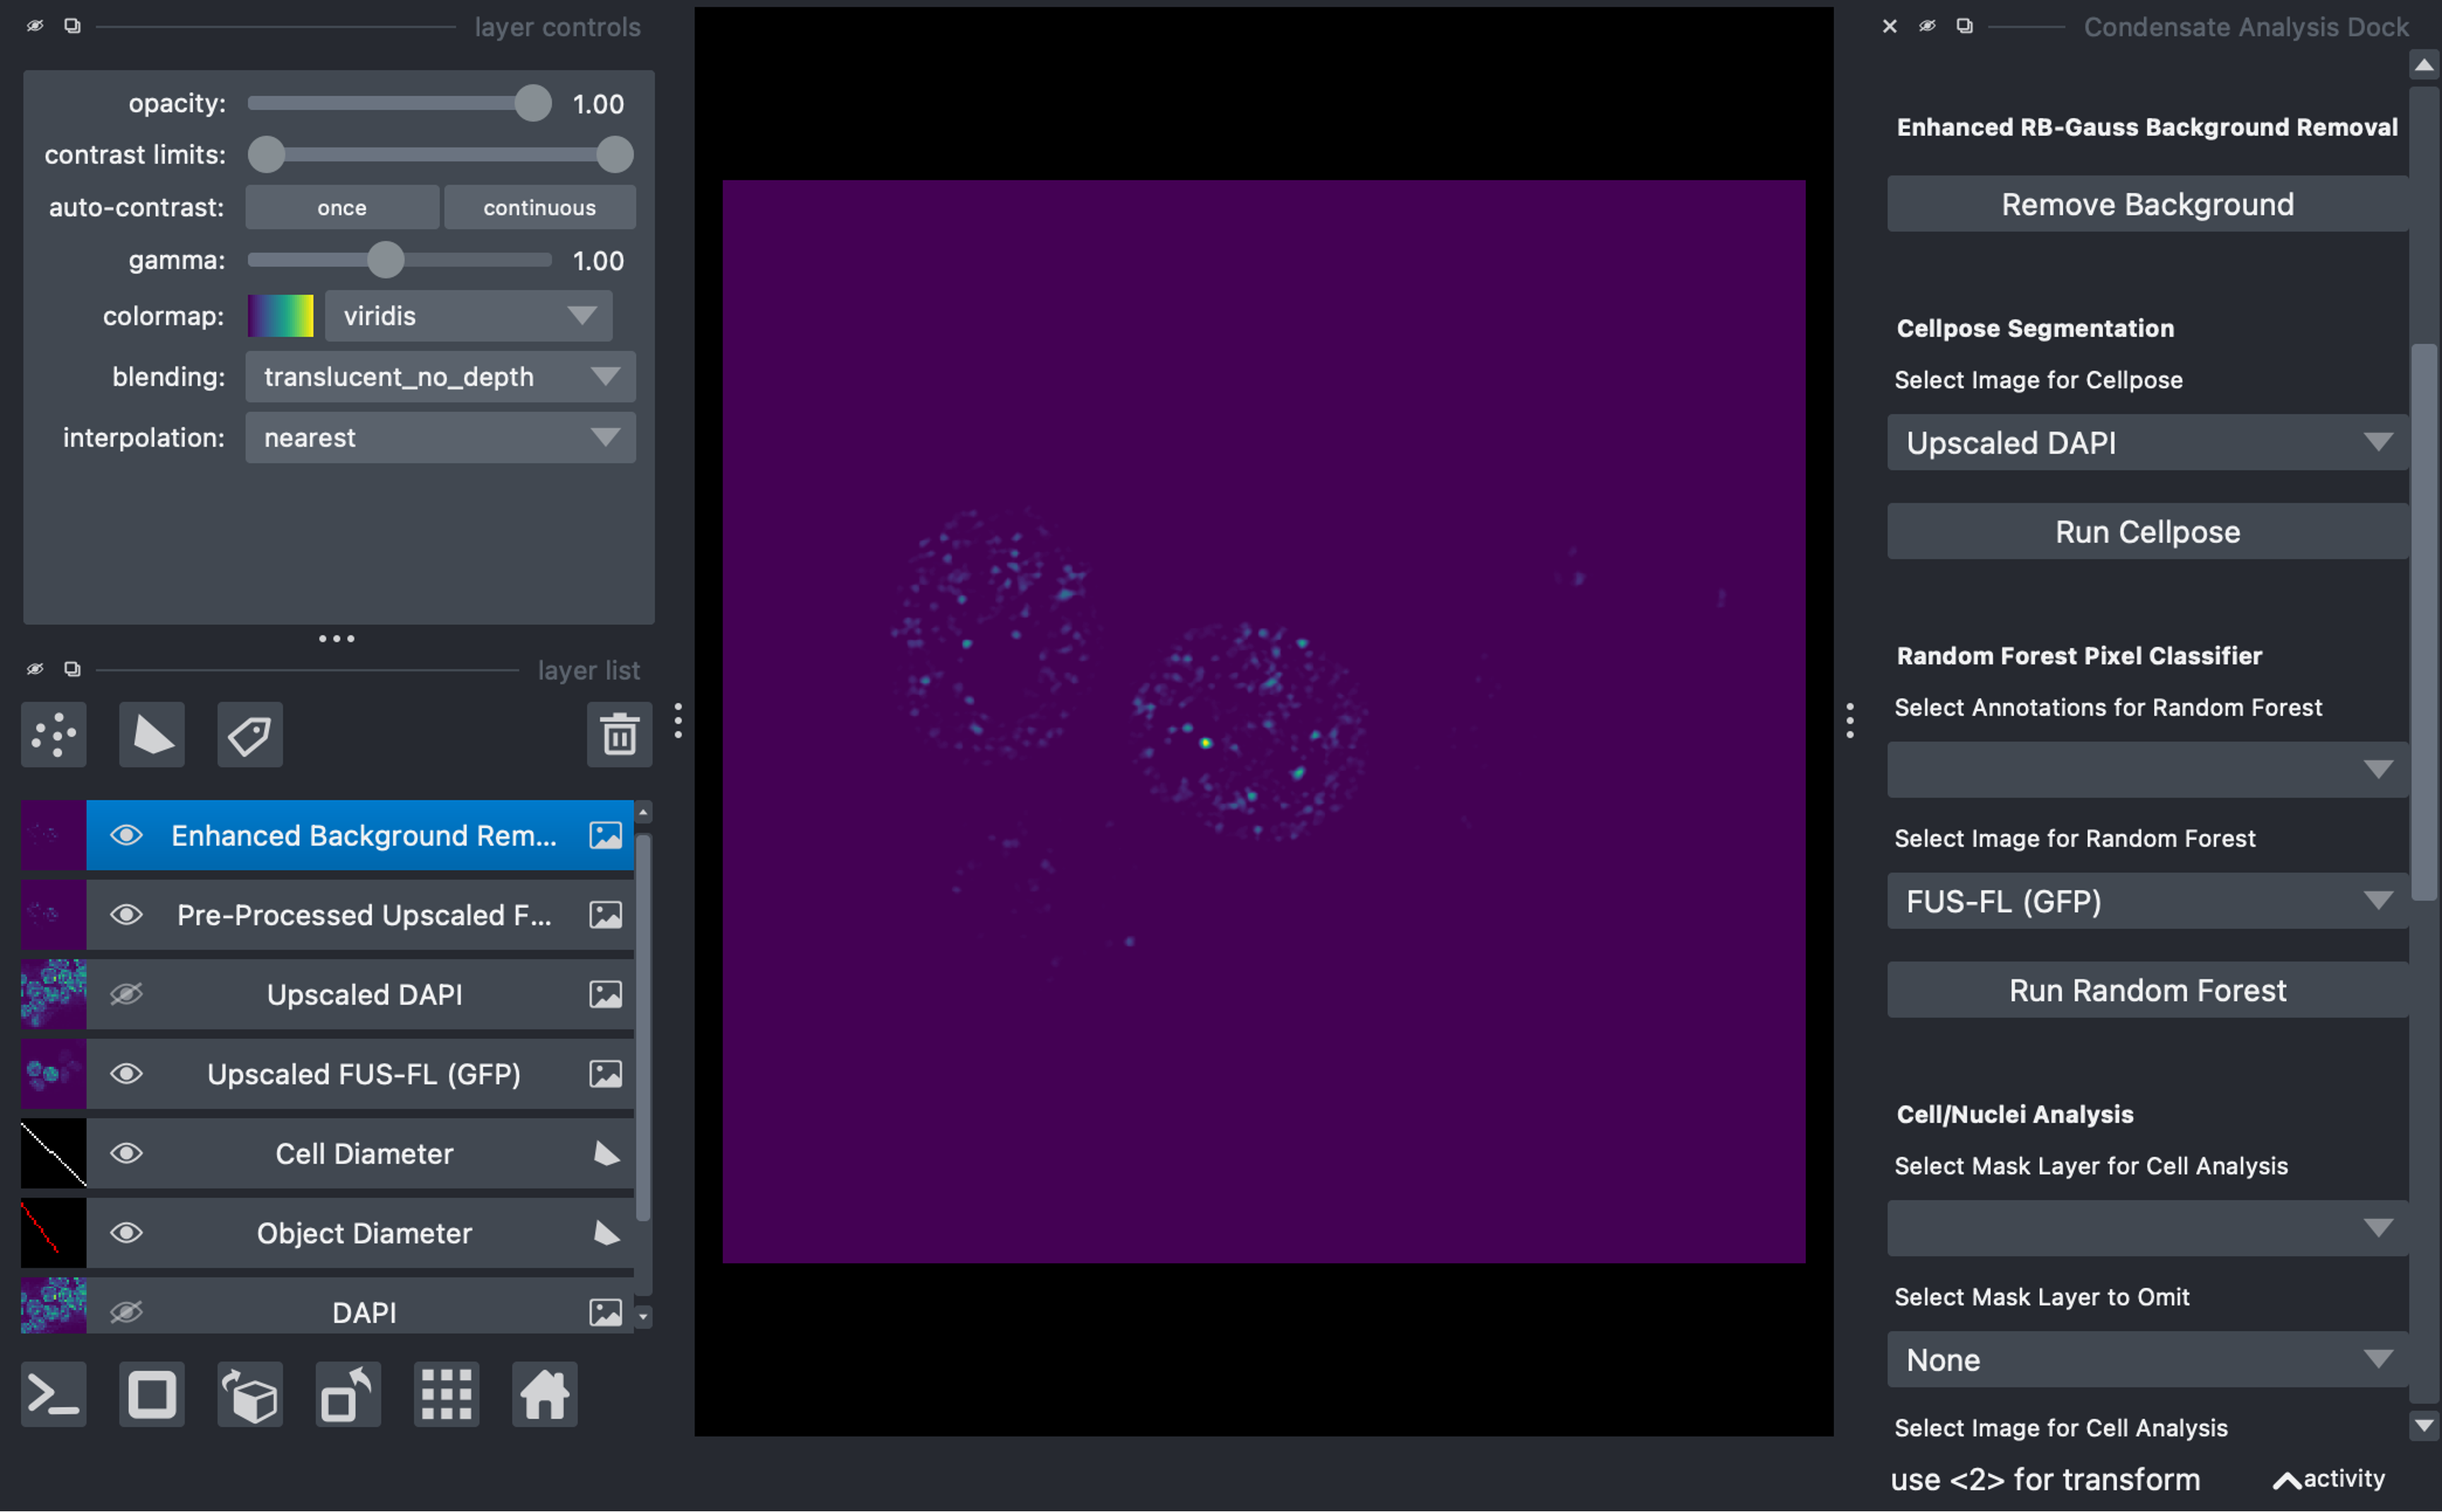 layer controls
opacity: 1.00
contrast limits:
auto-contrast: once continuous
gamma: 1.00
colormap: viridis
blending: translucent_no_depth
interpolation: nearest
layer list
Enhanced Background Rem...
Pre-Processed Upscaled F...
Upscaled DAPI
Upscaled FUS-FL (GFP)
Cell Diameter
Object Diameter
DAPI
Condensate Analysis Dock
Enhanced RB-Gauss Background Removal
Remove Background
Cellpose Segmentation
Select Image for Cellpose
Upscaled DAPI
Run Cellpose
Random Forest Pixel Classifier
Select Annotations for Random Forest
Select Image for Random Forest
FUS-FL (GFP)
Run Random Forest
Cell/Nuclei Analysis
Select Mask Layer for Cell Analysis
Select Mask Layer to Omit
None
Select Image for Cell Analysis
use <2> for transform
activity